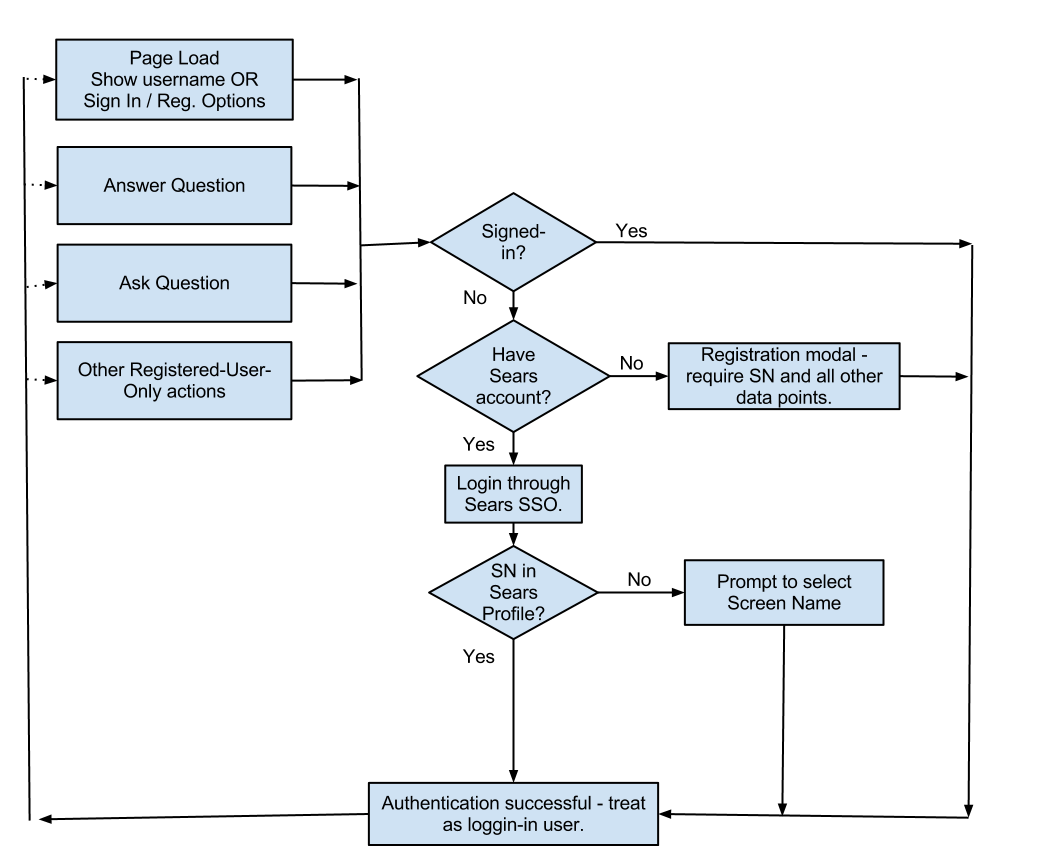 Page Load
Show username OR
Sign In / Reg. Options
Answer Question
Ask Question
Other Registered-User-
Only actions
Signed-
in?
Yes
No
Have
Sears
account?
No
Registration modal -
require SN and all other
data points.
Yes
Login through
Sears SSO.
SN in
Sears
Profile?
No
Prompt to select
Screen Name
Yes
Authentication successful - treat
as loggin-in user.